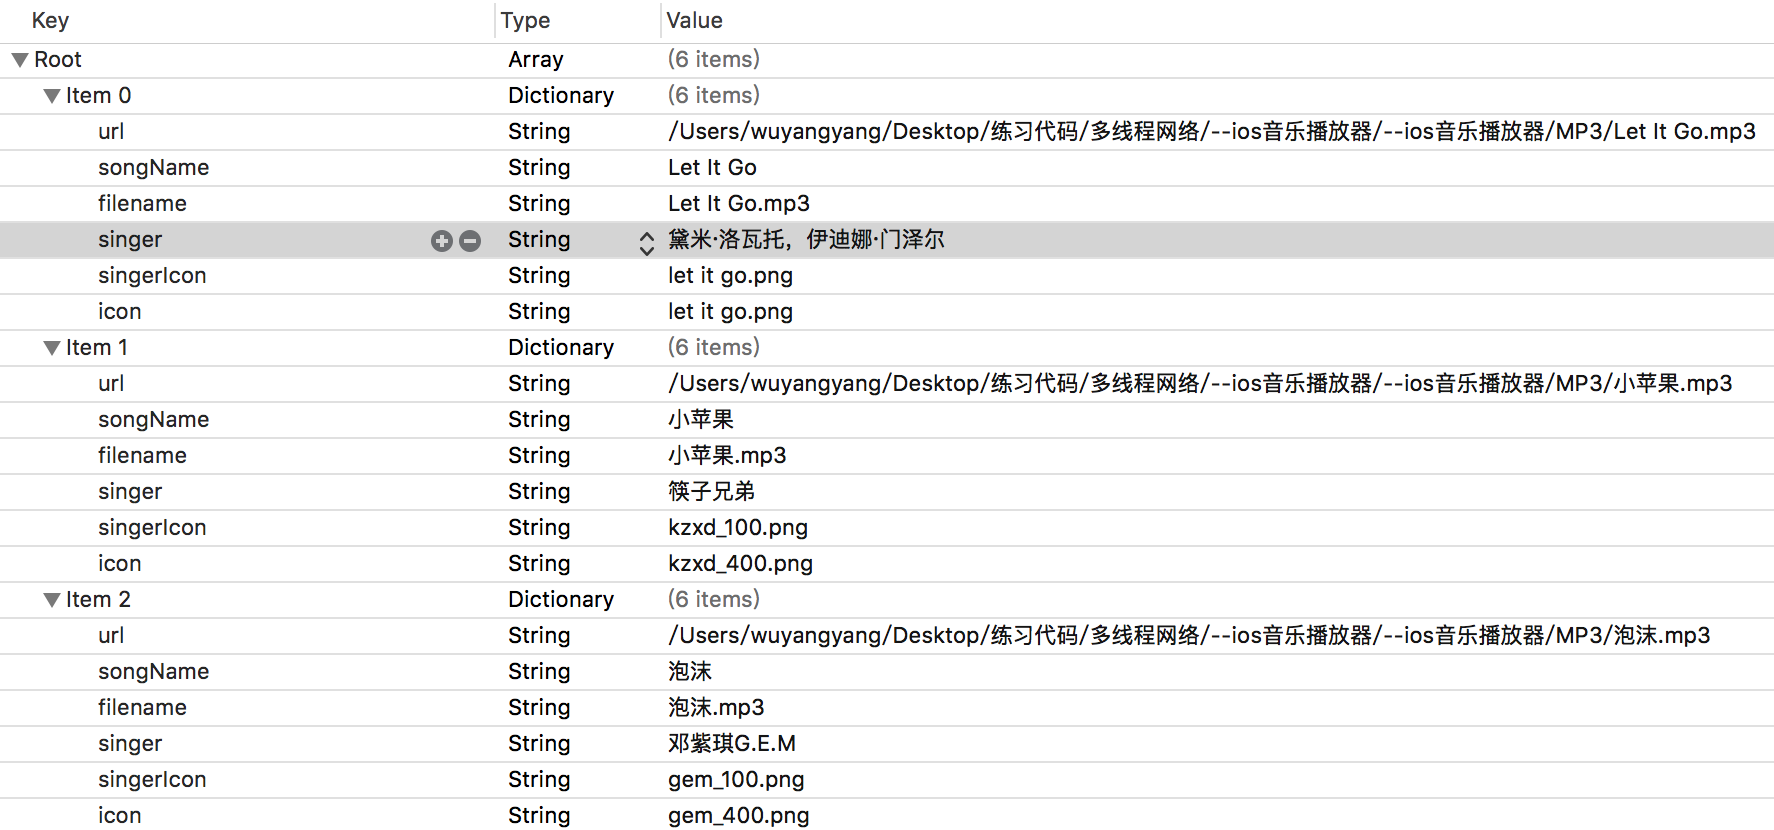 Key Type Value
Root Array (6 items)
Item 0 Dictionary (6 items)
url String /Users/wuyangyang/Desktop/练习代码/多线程网络/--ios音乐播放器/--ios音乐播放器/MP3/Let It Go.mp3
songName String Let It Go
filename String Let It Go.mp3
singer String 黛米·洛瓦托，伊迪娜·门泽尔
singerIcon String let it go.png
icon String let it go.png
Item 1 Dictionary (6 items)
url String /Users/wuyangyang/Desktop/练习代码/多线程网络/--ios音乐播放器/--ios音乐播放器/MP3/小苹果.mp3
songName String 小苹果
filename String 小苹果.mp3
singer String 筷子兄弟
singerIcon String kzxd_100.png
icon String kzxd_400.png
Item 2 Dictionary (6 items)
url String /Users/wuyangyang/Desktop/练习代码/多线程网络/--ios音乐播放器/--ios音乐播放器/MP3/泡沫.mp3
songName String 泡沫
filename String 泡沫.mp3
singer String 邓紫琪G.E.M
singerIcon String gem_100.png
icon String gem_400.png